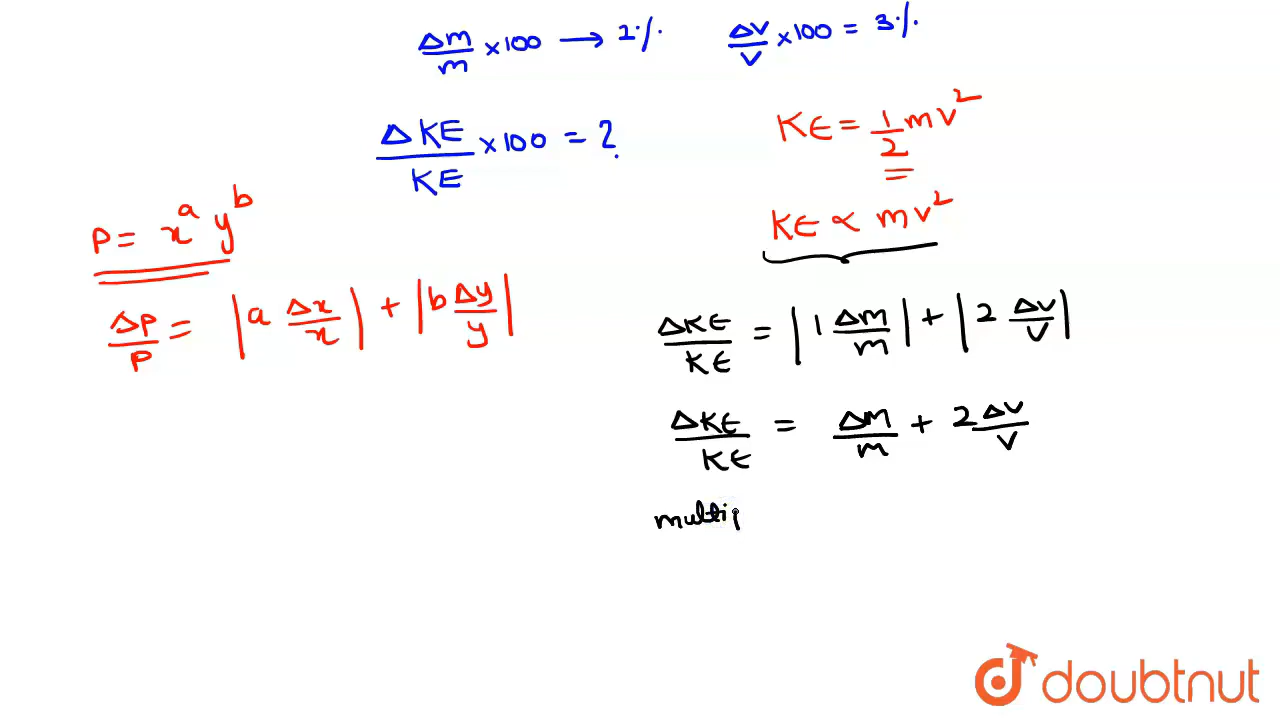 Δm/m ×100 → 2%.
Δv/v ×100 = 3%.
ΔKE/KE ×100 = ?
KE = 1/2 mv²
KE ∝ mv²
P = x^a y^b
ΔP/P = |a Δx/x| + |b Δy/y|
ΔKE/KE = |1 Δm/m| + |2 Δv/v|
ΔKE/KE = Δm/m + 2Δv/v
multip
doubtnut